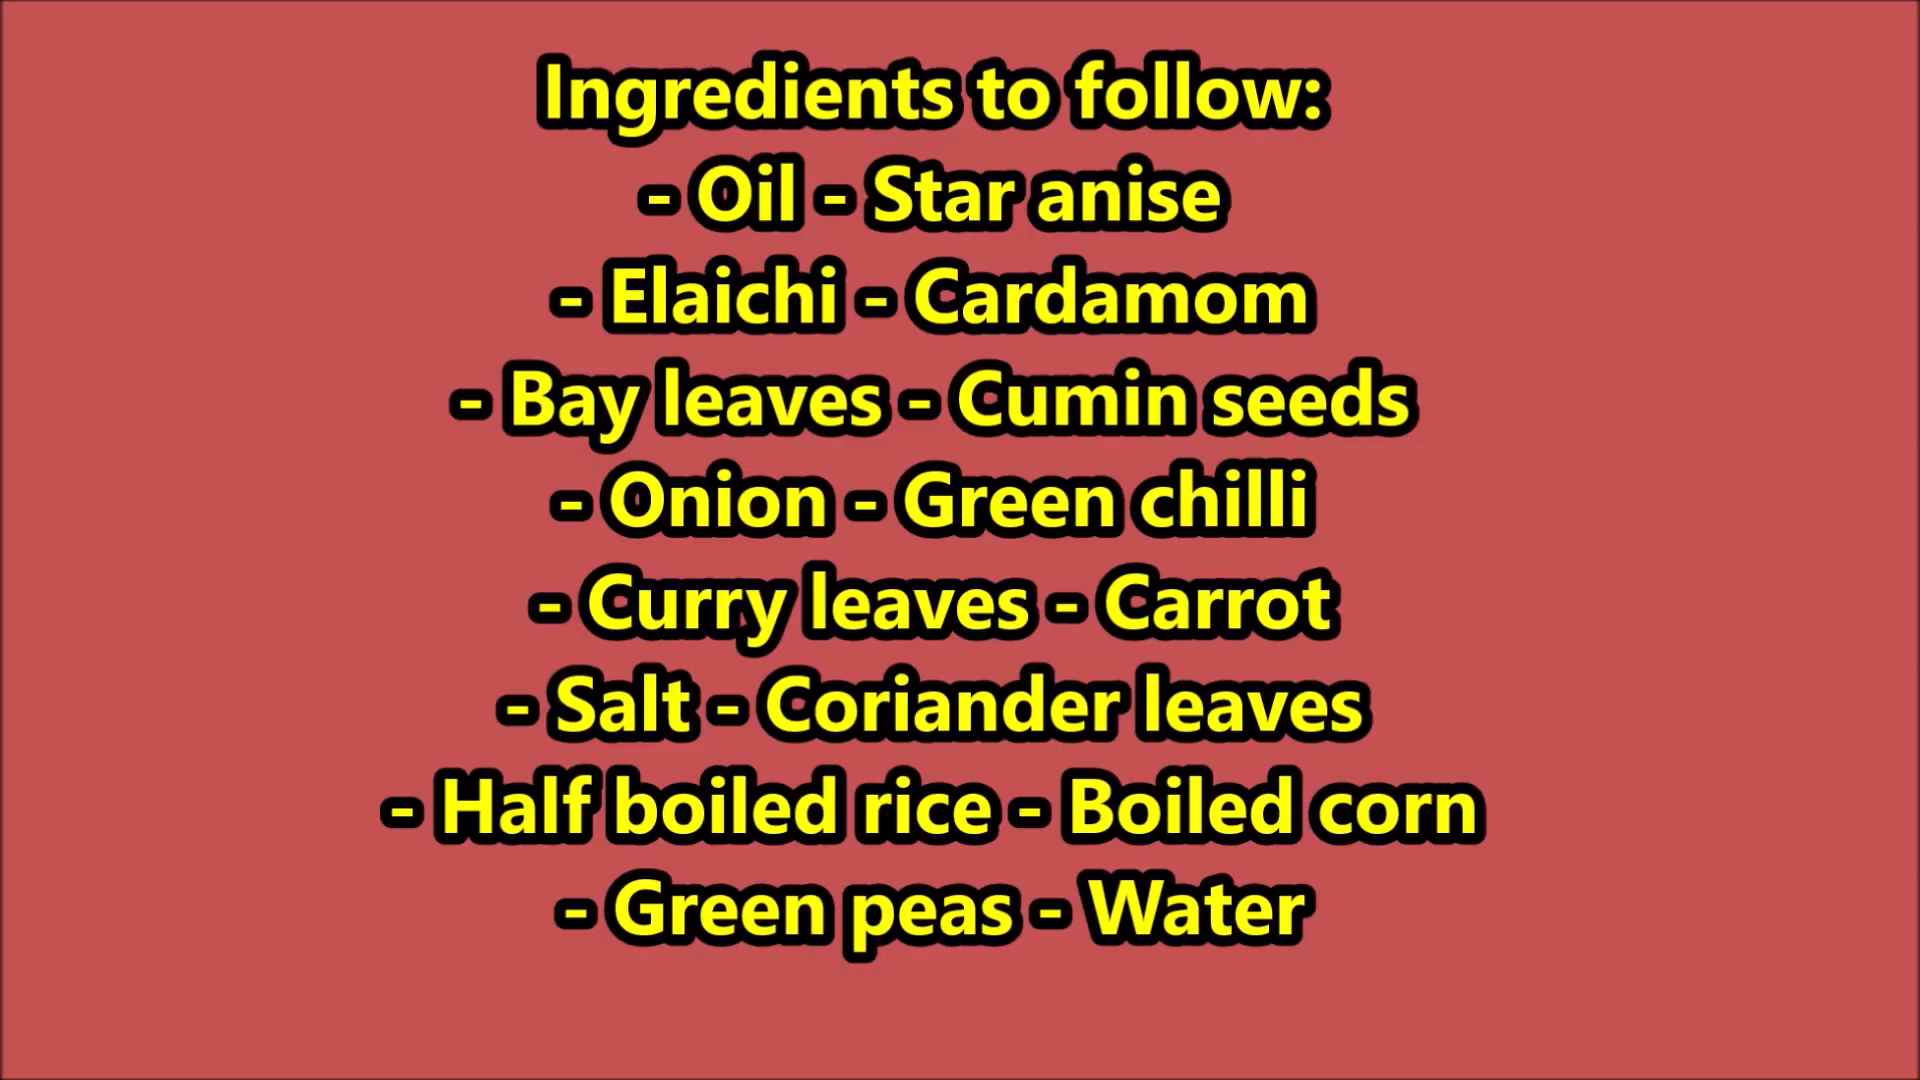 Ingredients to follow:
- Oil - Star anise
- Elaichi - Cardamom
- Bay leaves - Cumin seeds
- Onion - Green chilli
- Curry leaves - Carrot
- Salt - Coriander leaves
- Half boiled rice - Boiled corn
- Green peas - Water